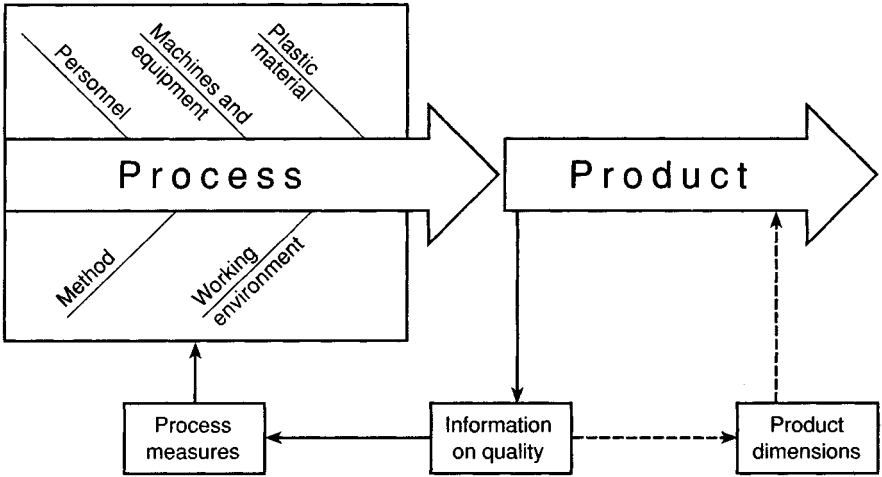 Personnel
Machines and
equipment
Plastic
material
Process
Product
Method
Working
environment
Process
measures
Information
on quality
Product
dimensions